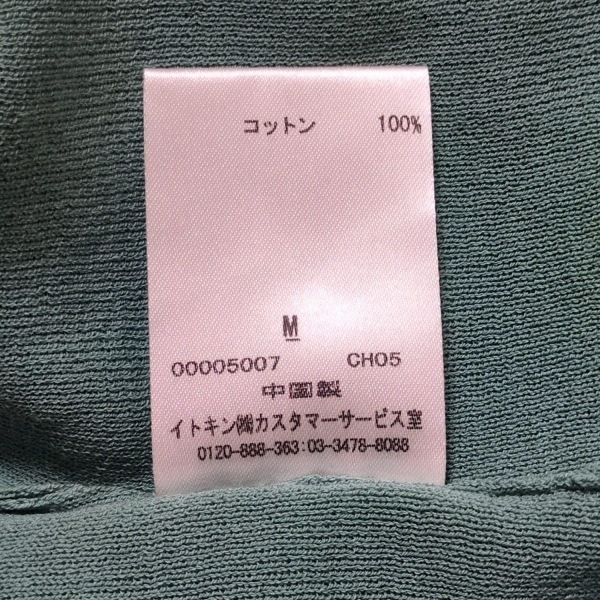 コットン 100%
M
00005007 CH05
中国製
イトキン㈱カスタマーサービス室
0120-888-363:03-3478-8088